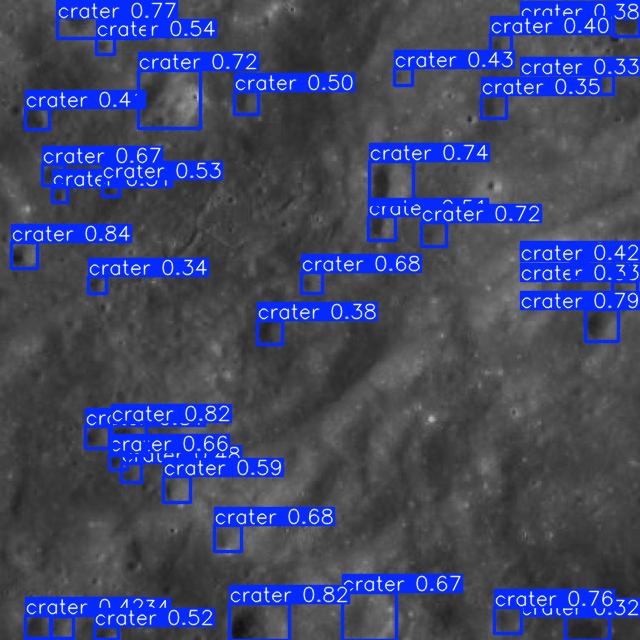 crater 0.77
crater 0.38
crater 0.40
crater 0.54
crater 0.72
crater 0.43
crater 0.33
crater 0.50
crater 0.35
crater
crater 0.67
crater 0.74
crater 0.53
crater 0.72
crater 0.84
crater 0.42
crater 0.68
crater 0.34
crater 0.33
crater 0.79
crater 0.38
crater 0.82
crater 0.66
crater 0.59
crater 0.68
crater 0.67
crater 0.82
crater 0.76
crater 0.52
0.32